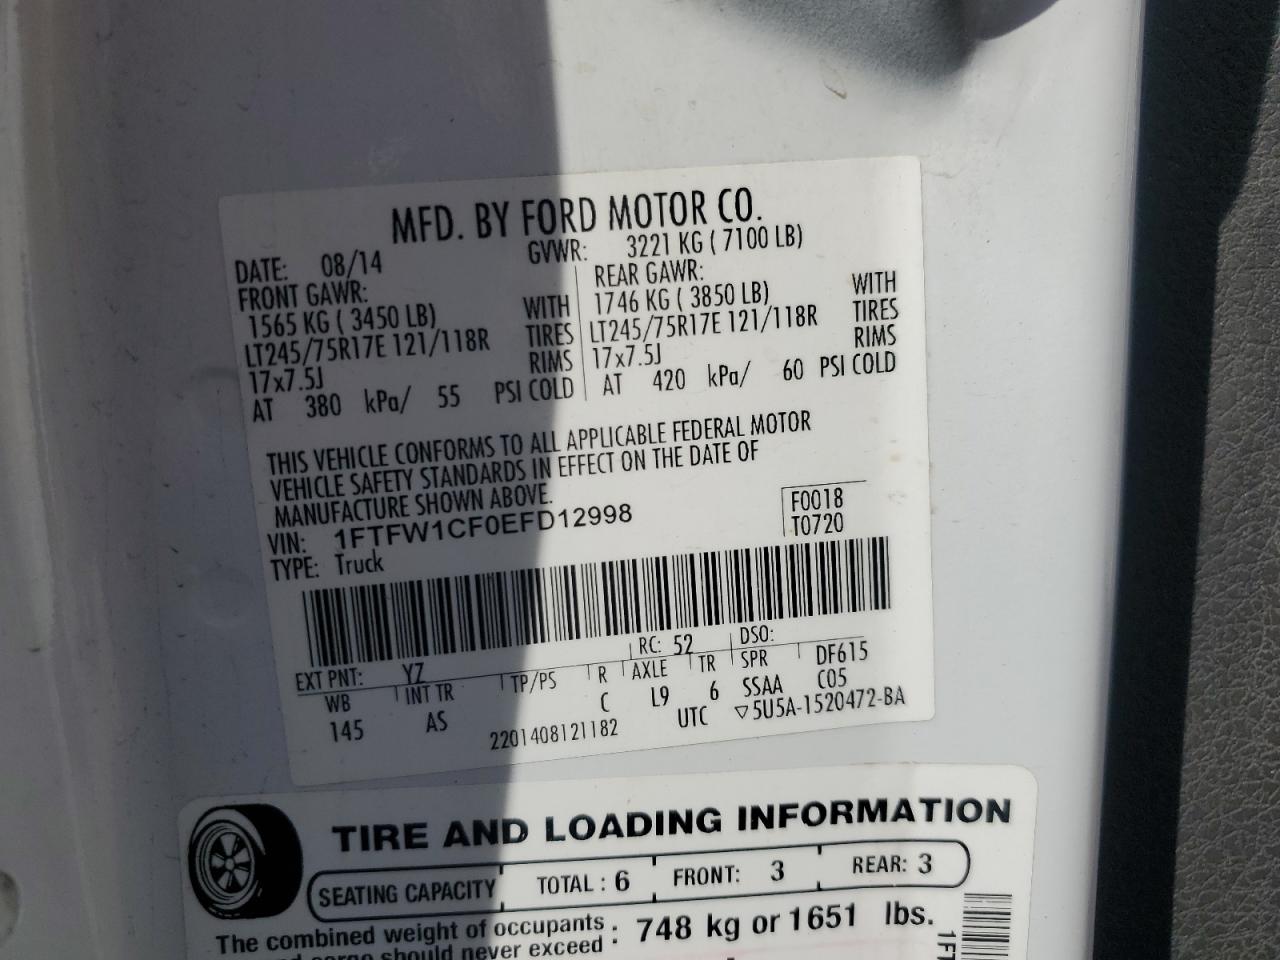 MFD. BY FORD MOTOR CO.
DATE: 08/14 GVWR: 3221 KG ( 7100 LB)
FRONT GAWR:
1565 KG ( 3450 LB) WITH
LT245/75R17E 121/118R TIRES
17x7.5J RIMS
AT 380 kPa/ 55 PSI COLD
REAR GAWR:
1746 KG ( 3850 LB) WITH
LT245/75R17E 121/118R TIRES
17x7.5J RIMS
AT 420 kPa/ 60 PSI COLD
THIS VEHICLE CONFORMS TO ALL APPLICABLE FEDERAL MOTOR
VEHICLE SAFETY STANDARDS IN EFFECT ON THE DATE OF
MANUFACTURE SHOWN ABOVE.
VIN: 1FTFW1CF0EFD12998
TYPE: Truck
F0018
T0720
EXT PNT: YZ RC: 52 DSO:
WB INT TR TP/PS R AXLE TR SPR DF615
145 AS C L9 6 SSAA C05
2201408121182 UTC ▽5U5A-1520472-BA
TIRE AND LOADING INFORMATION
SEATING CAPACITY TOTAL : 6 FRONT: 3 REAR: 3
The combined weight of occupants
and cargo should never exceed : 748 kg or 1651 lbs.
1FT